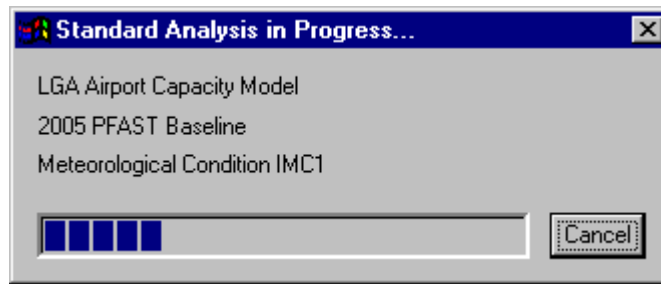 Standard Analysis in Progress...
LGA Airport Capacity Model
2005 PFAST Baseline
Meteorological Condition IMC1
Cancel